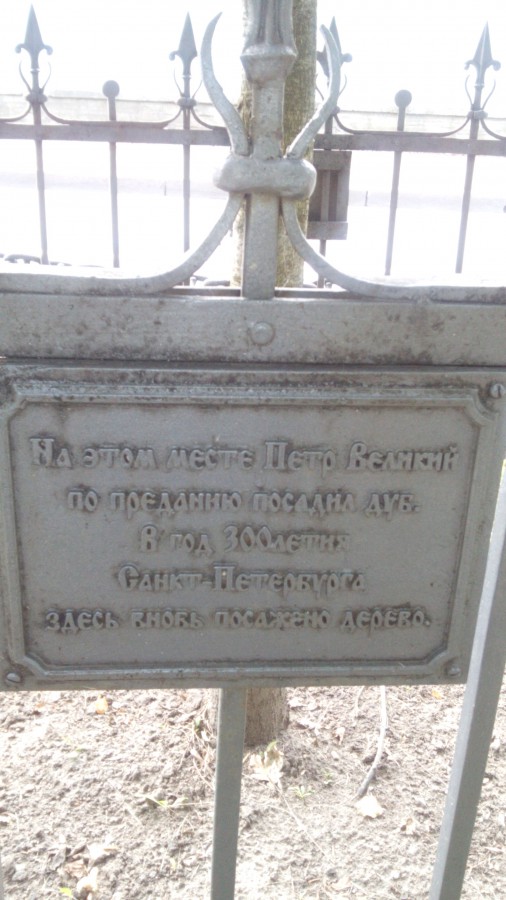 На этом месте Петр Великий
по преданию посадил дуб.
В год 300летия
Санкт-Петербурга
здесь вновь посажено дерево.